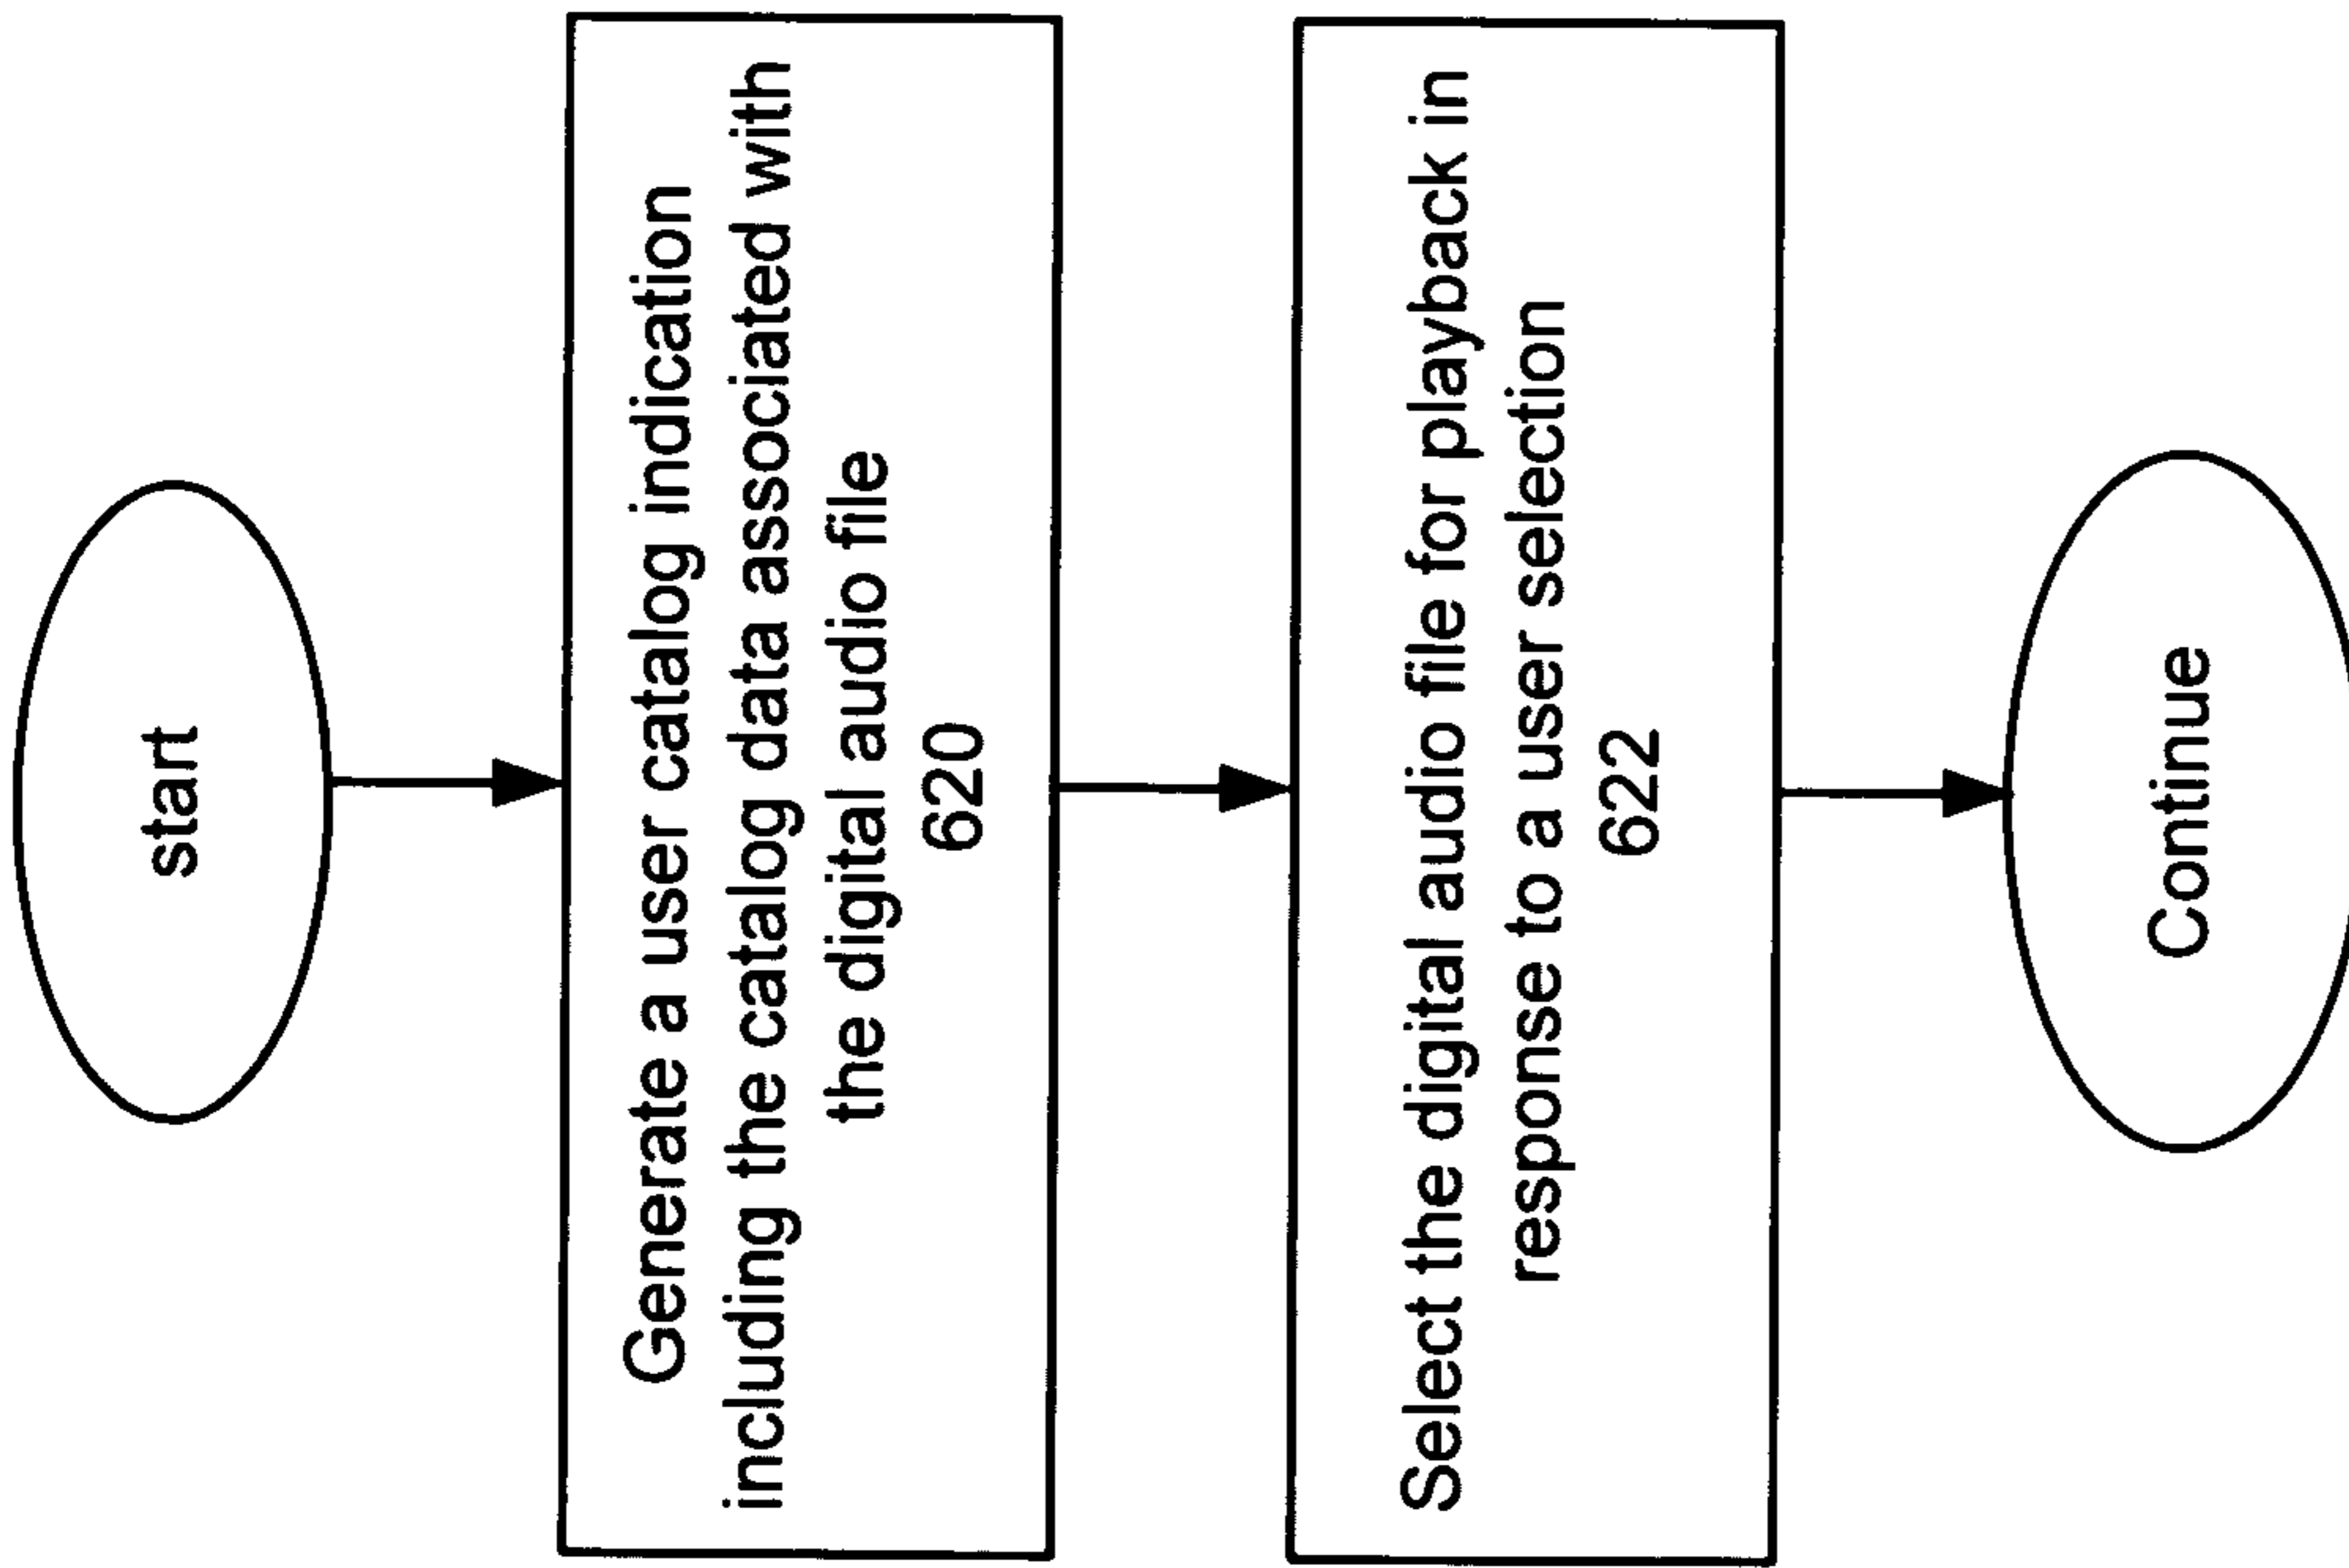 start
Generate a user catalog indication
including the catalog data associated with
the digital audio file
620
Select the digital audio file for playback in
response to a user selection
622
Continue